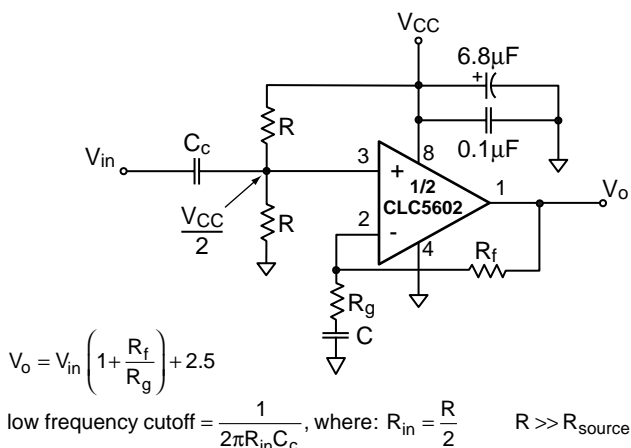 VCC
6.8μF
+
R
0.1μF
Cc
Vin
3
8
+
1/2
CLC5602
1
Vo
VCC
2
R
2
-
4
Rf
Rg
C
Vo = Vin (1 + Rf/Rg) + 2.5
low frequency cutoff = 1/(2πRinCc), where: Rin = R/2 R >> Rsource